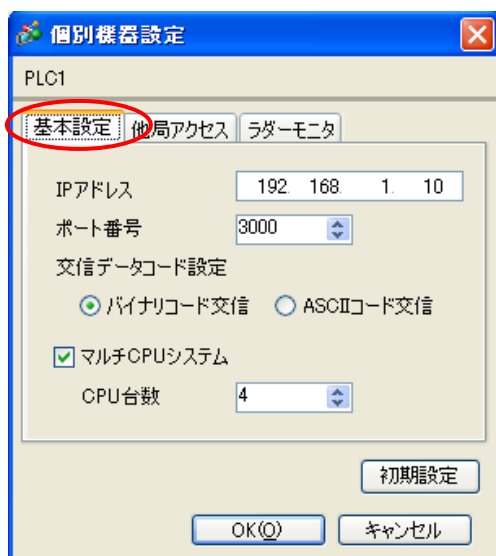 個別機器設定
PLC1
基本設定 他局アクセス ラダーモニタ
IPアドレス 192. 168. 1. 10
ポート番号 3000
交信データコード設定
バイナリコード交信 ASCIIコード交信
マルチCPUシステム
CPU台数 4
初期設定
OK(O) キャンセル